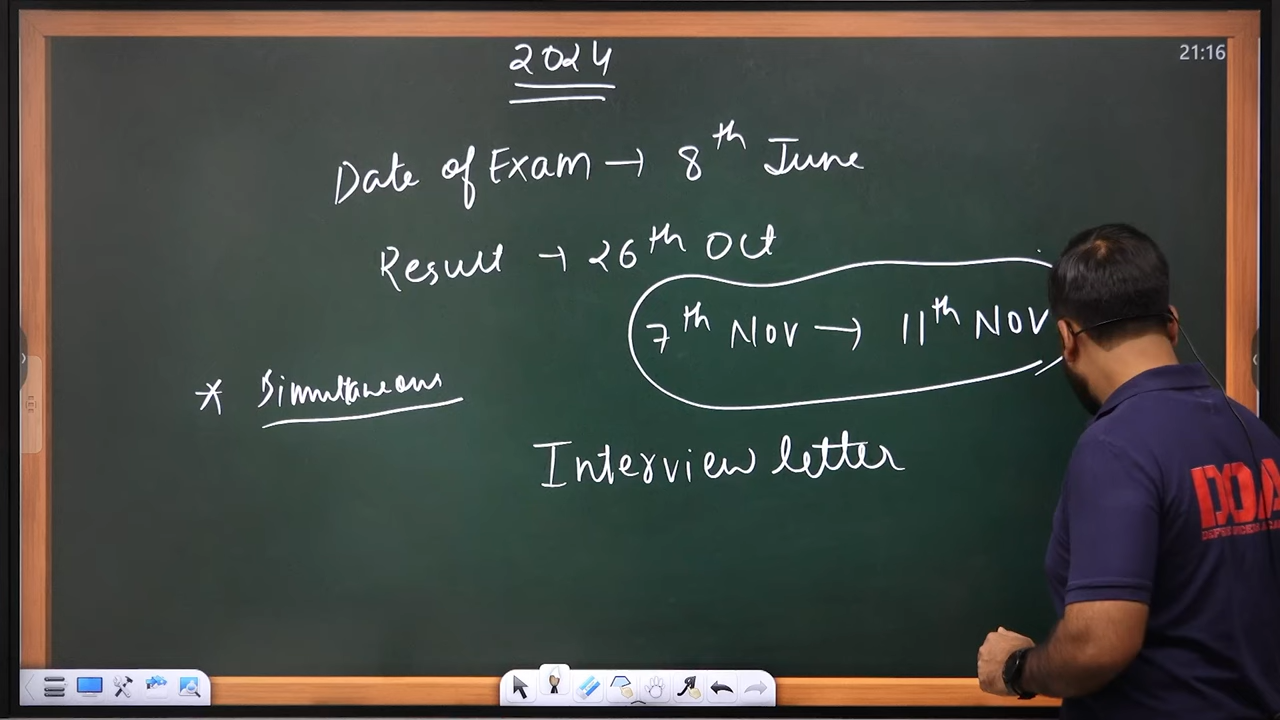 2024
21:16
Date of Exam → 8th June
Result → 26th Oct
7th Nov → 11th Nov
* Simultaneous
Interview letter